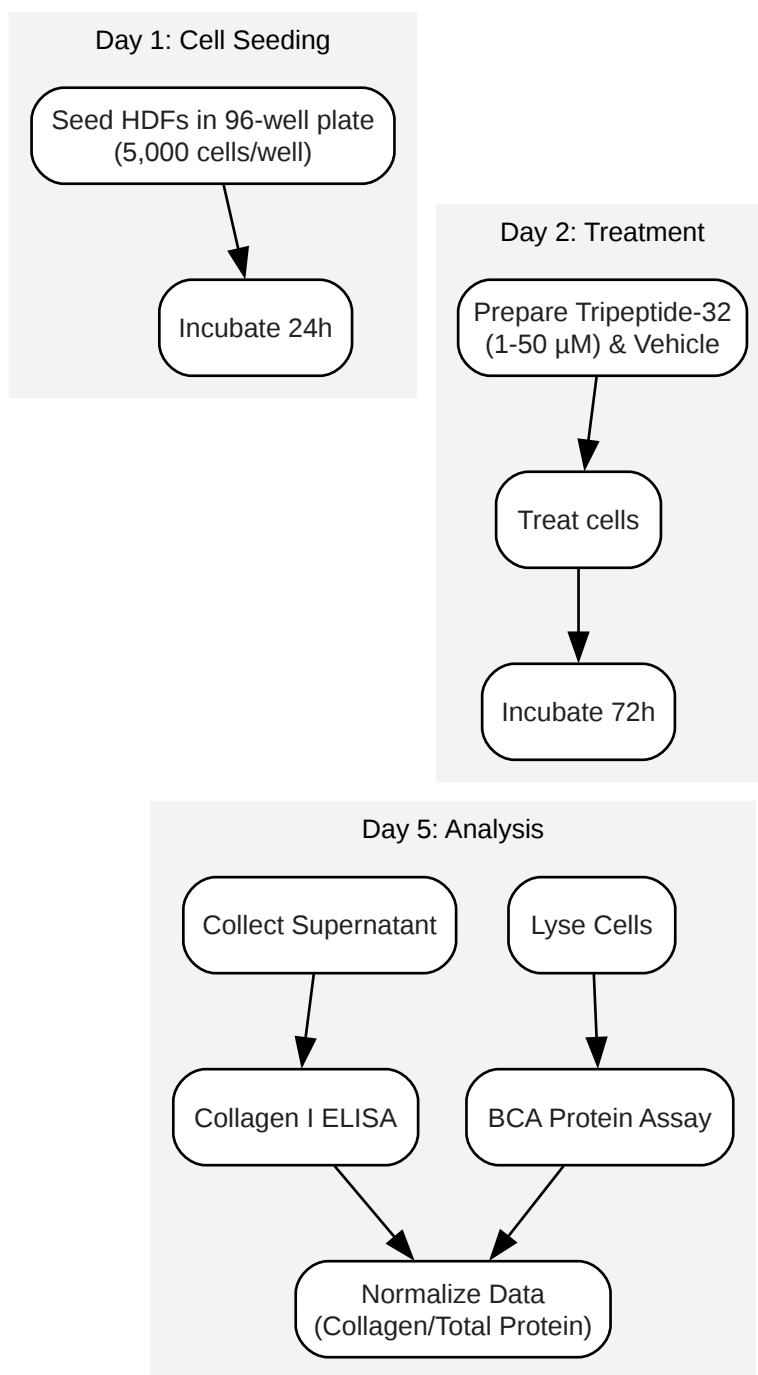 Day 1: Cell Seeding
Seed HDFs in 96-well plate
(5,000 cells/well)
Incubate 24h
Day 2: Treatment
Prepare Tripeptide-32
(1-50 µM) & Vehicle
Treat cells
Incubate 72h
Day 5: Analysis
Collect Supernatant
Lyse Cells
Collagen I ELISA
BCA Protein Assay
Normalize Data
(Collagen/Total Protein)